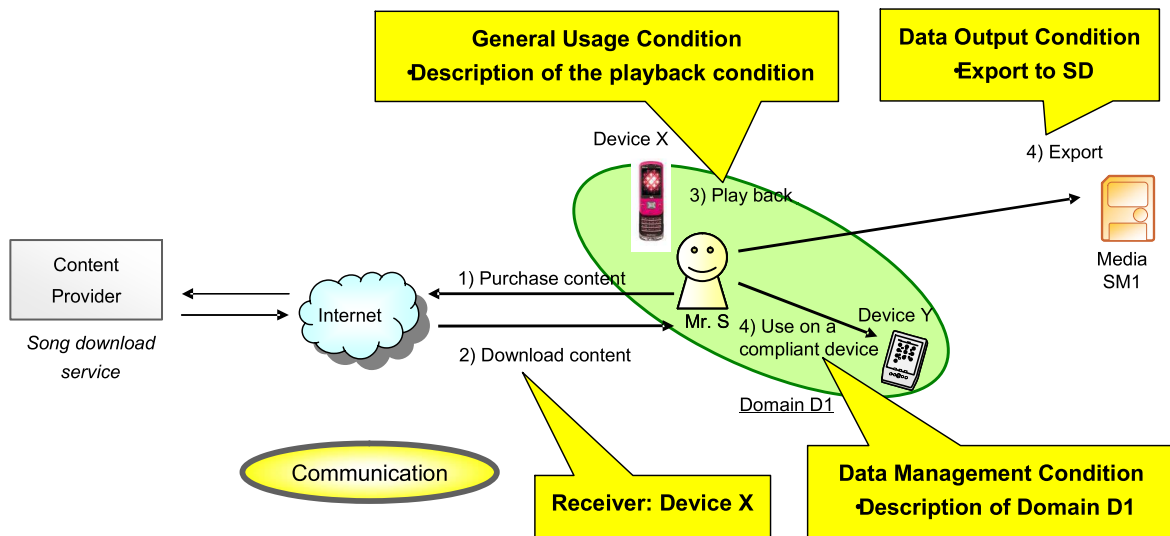 General Usage Condition
•Description of the playback condition
Data Output Condition
•Export to SD
Device X
4) Export
3) Play back
Media
SM1
Content
Provider
Song download
service
Internet
1) Purchase content
2) Download content
Mr. S
Device Y
4) Use on a
compliant device
Domain D1
Communication
Receiver: Device X
Data Management Condition
•Description of Domain D1